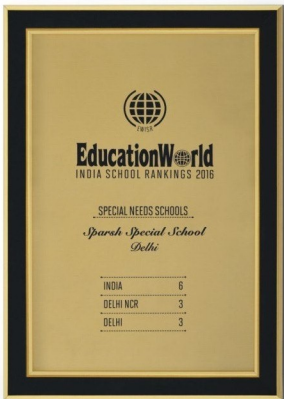 EWISR
EducationWorld
INDIA SCHOOL RANKINGS 2016
SPECIAL NEEDS SCHOOLS
Sparsh Special School
Delhi
INDIA 6
DELHI NCR 3
DELHI 3